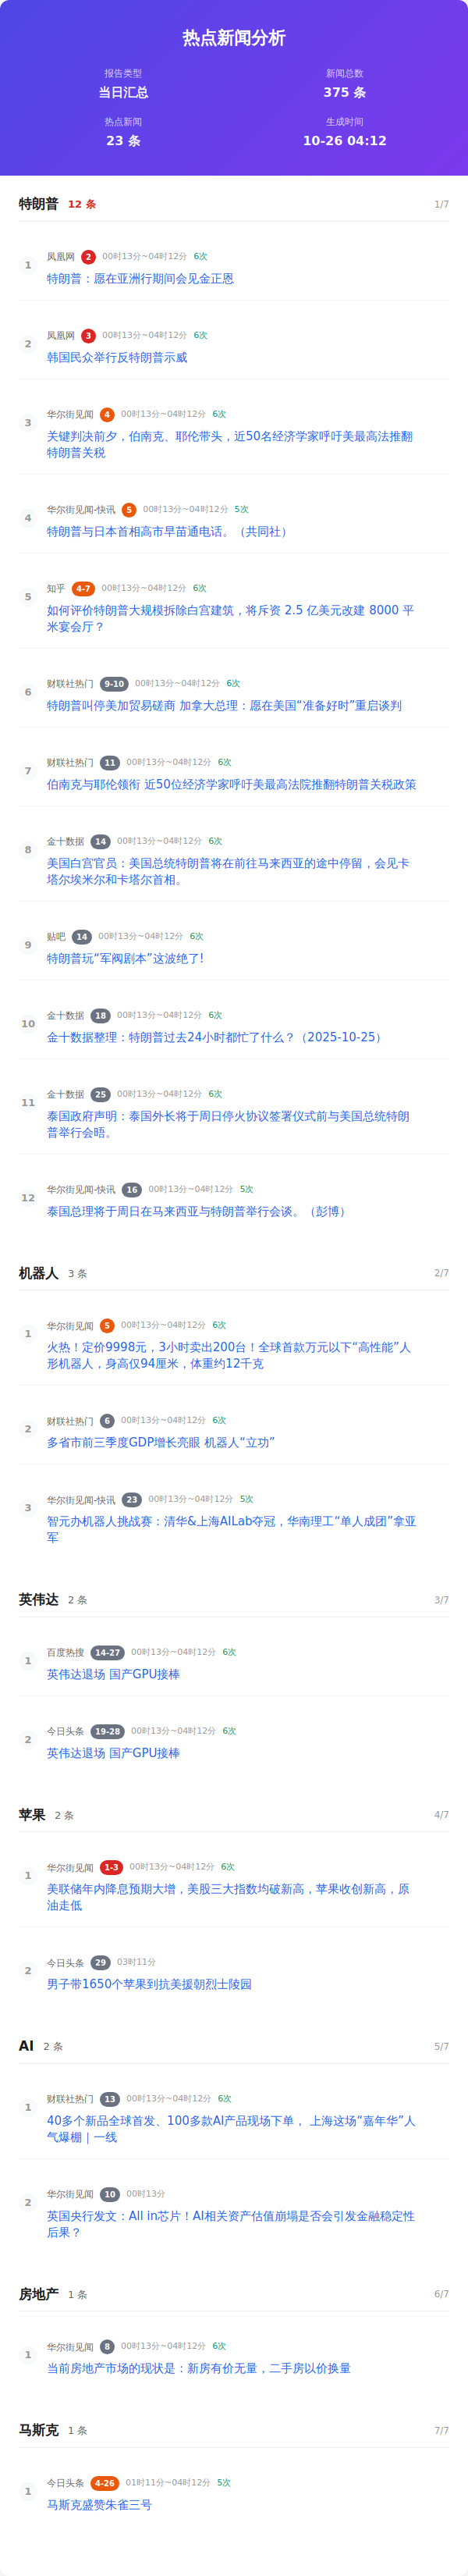 热点新闻分析
报告类型
新闻总数
当日汇总
375 条
热点新闻
生成时间
23 条
10-26 04:12
特朗普 12 条 1/7
1 凤凰网 2 00时13分~04时12分 6次
特朗普：愿在亚洲行期间会见金正恩
2 凤凰网 3 00时13分~04时12分 6次
韩国民众举行反特朗普示威
3 华尔街见闻 4 00时13分~04时12分 6次
关键判决前夕，伯南克、耶伦带头，近50名经济学家呼吁美最高法推翻
特朗普关税
4 华尔街见闻-快讯 5 00时13分~04时12分 5次
特朗普与日本首相高市早苗通电话。（共同社）
5 知乎 4-7 00时13分~04时12分 6次
如何评价特朗普大规模拆除白宫建筑，将斥资 2.5 亿美元改建 8000 平
米宴会厅？
6 财联社热门 9-10 00时13分~04时12分 6次
特朗普叫停美加贸易磋商 加拿大总理：愿在美国“准备好时”重启谈判
7 财联社热门 11 00时13分~04时12分 6次
伯南克与耶伦领衔 近50位经济学家呼吁美最高法院推翻特朗普关税政策
8 金十数据 14 00时13分~04时12分 6次
美国白宫官员：美国总统特朗普将在前往马来西亚的途中停留，会见卡
塔尔埃米尔和卡塔尔首相。
9 贴吧 14 00时13分~04时12分 6次
特朗普玩“军阀剧本”这波绝了!
10 金十数据 18 00时13分~04时12分 6次
金十数据整理：特朗普过去24小时都忙了什么？（2025-10-25）
11 金十数据 25 00时13分~04时12分 6次
泰国政府声明：泰国外长将于周日停火协议签署仪式前与美国总统特朗
普举行会晤。
12 华尔街见闻-快讯 16 00时13分~04时12分 5次
泰国总理将于周日在马来西亚与特朗普举行会谈。（彭博）
机器人 3 条 2/7
1 华尔街见闻 5 00时13分~04时12分 6次
火热！定价9998元，3小时卖出200台！全球首款万元以下“高性能”人
形机器人，身高仅94厘米，体重约12千克
2 财联社热门 6 00时13分~04时12分 6次
多省市前三季度GDP增长亮眼 机器人“立功”
3 华尔街见闻-快讯 23 00时13分~04时12分 5次
智元办机器人挑战赛：清华&上海AILab夺冠，华南理工“单人成团”拿亚
军
英伟达 2 条 3/7
1 百度热搜 14-27 00时13分~04时12分 6次
英伟达退场 国产GPU接棒
2 今日头条 19-28 00时13分~04时12分 6次
英伟达退场 国产GPU接棒
苹果 2 条 4/7
1 华尔街见闻 1-3 00时13分~04时12分 6次
美联储年内降息预期大增，美股三大指数均破新高，苹果收创新高，原
油走低
2 今日头条 29 03时11分
男子带1650个苹果到抗美援朝烈士陵园
AI 2 条 5/7
1 财联社热门 13 00时13分~04时12分 6次
40多个新品全球首发、100多款AI产品现场下单， 上海这场“嘉年华”人
气爆棚｜一线
2 华尔街见闻 10 00时13分
英国央行发文：All in芯片！AI相关资产估值崩塌是否会引发金融稳定性
后果？
房地产 1 条 6/7
1 华尔街见闻 8 00时13分~04时12分 6次
当前房地产市场的现状是：新房有价无量，二手房以价换量
马斯克 1 条 7/7
1 今日头条 4-26 01时11分~04时12分 5次
马斯克盛赞朱雀三号